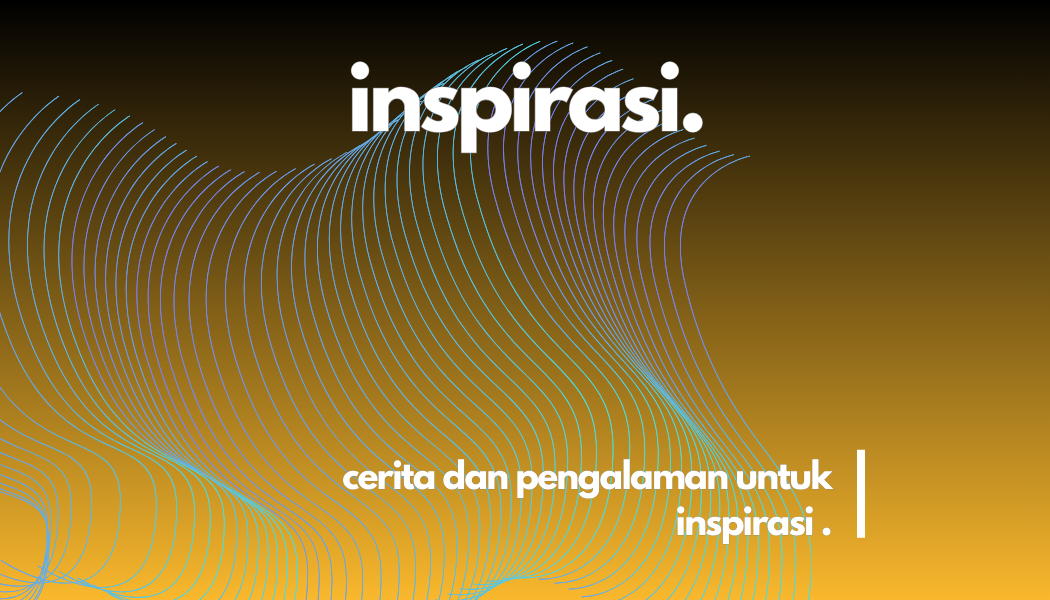 inspirasi.
cerita dan pengalaman untuk
inspirasi .